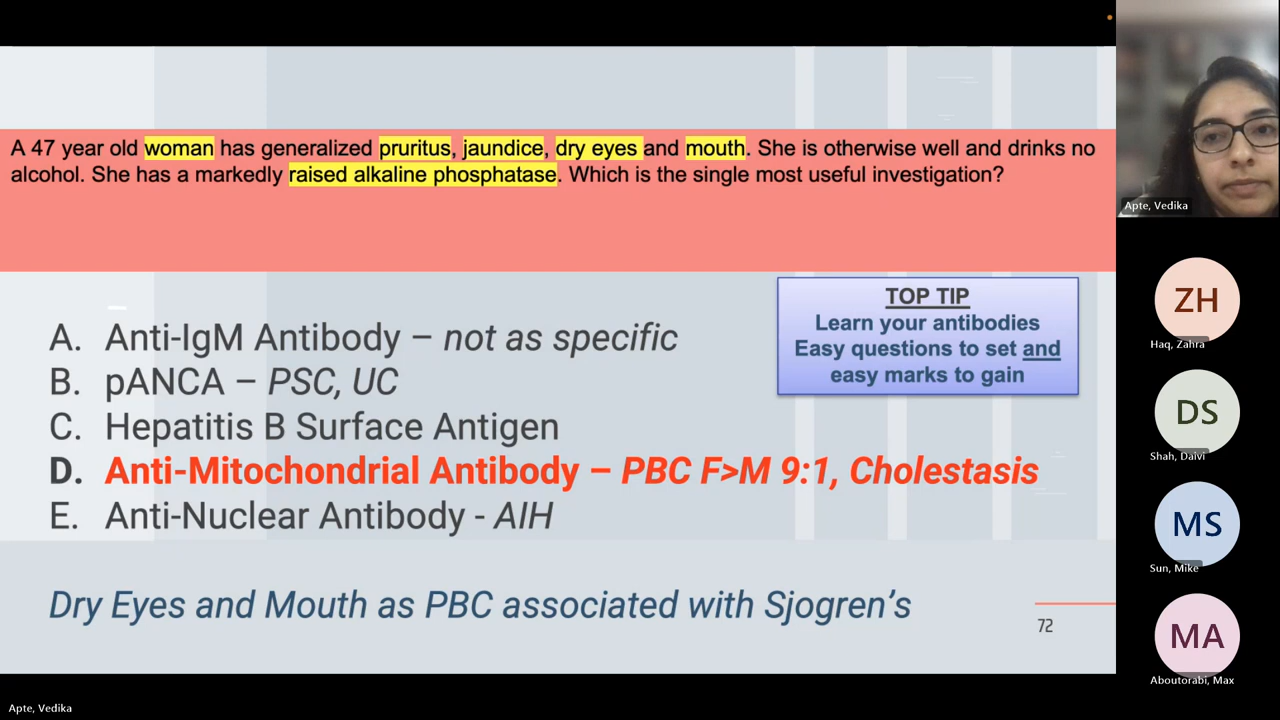 A 47 year old woman has generalized pruritus, jaundice, dry eyes and mouth. She is otherwise well and drinks no
alcohol. She has a markedly raised alkaline phosphatase. Which is the single most useful investigation?
TOP TIP
Learn your antibodies
Easy questions to set and
easy marks to gain
A. Anti-IgM Antibody – not as specific
B. pANCA – PSC, UC
C. Hepatitis B Surface Antigen
D. Anti-Mitochondrial Antibody – PBC F>M 9:1, Cholestasis
E. Anti-Nuclear Antibody - AIH
Dry Eyes and Mouth as PBC associated with Sjogren's
72
Apte, Vedika
ZH
Haq, Zahra
DS
Shah, Dalvi
MS
Sun, Mike
MA
Aboutorabi, Max
Apte, Vedika